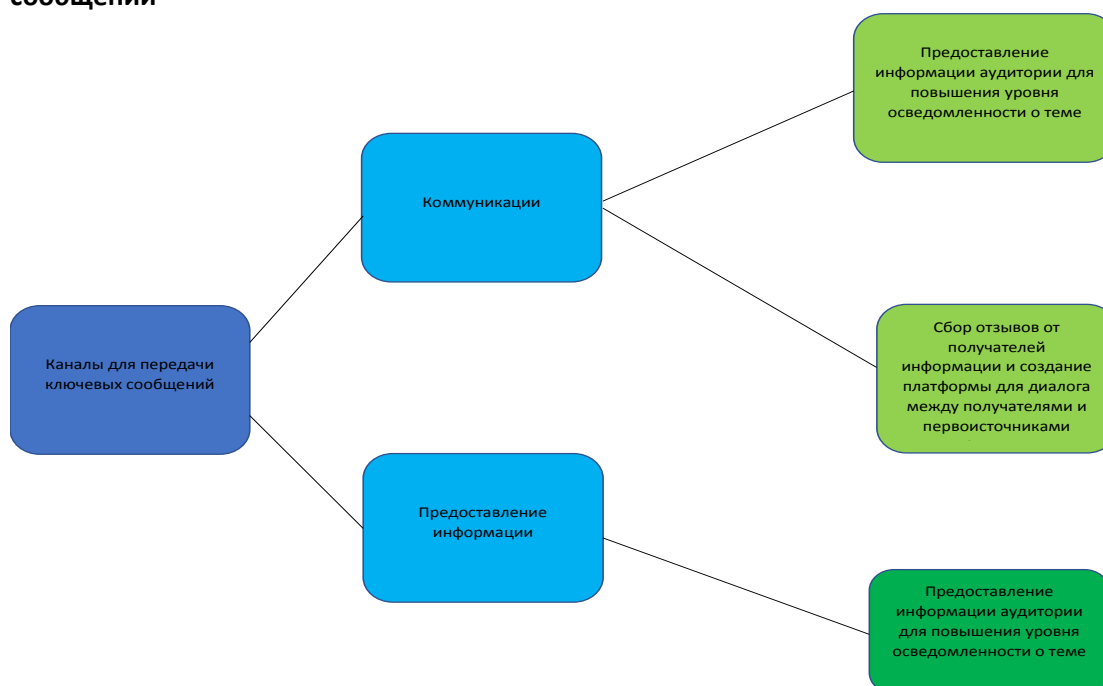 сообщений
Предоставление
информации аудитории для
повышения уровня
осведомленности о теме
Коммуникации
Каналы для передачи
ключевых сообщений
Сбор отзывов от
получателей
информации и создание
платформы для диалога
между получателями и
первоисточниками
Предоставление
информации
Предоставление
информации аудитории
для повышения уровня
осведомленности о теме